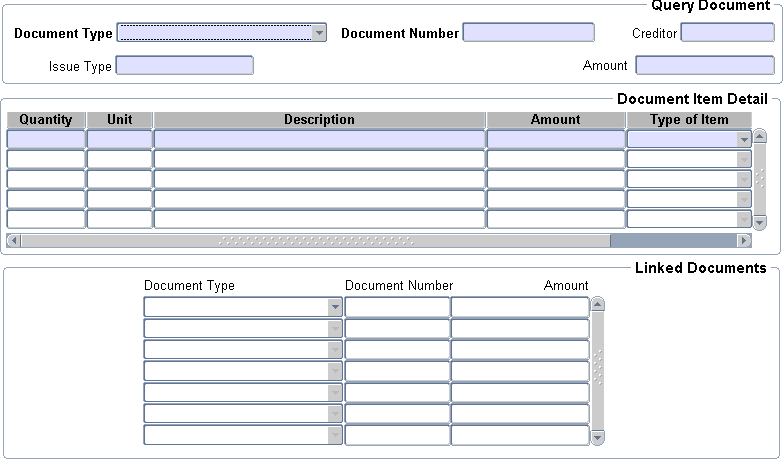 Query Document
Document Type Document Number Creditor
Issue Type Amount
Document Item Detail
Quantity Unit Description Amount Type of Item
Linked Documents
Document Type Document Number Amount